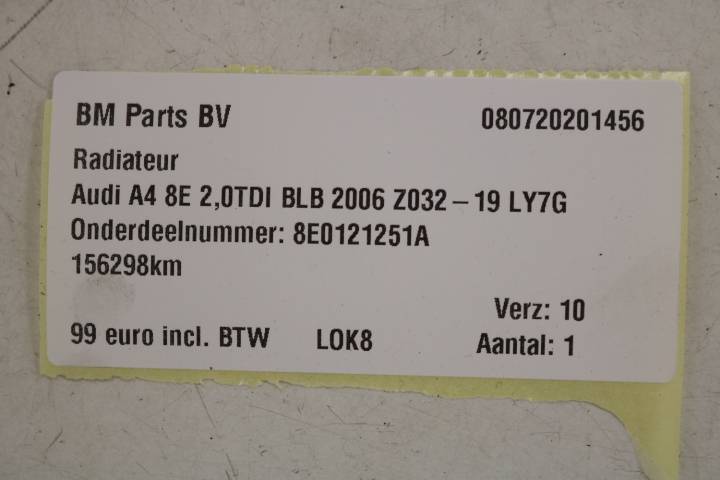 BM Parts BV 080720201456
Radiateur
Audi A4 8E 2,0TDI BLB 2006 Z032 – 19 LY7G
Onderdeelnummer: 8E0121251A
156298km
Verz: 10
99 euro incl. BTW LOK8 Aantal: 1